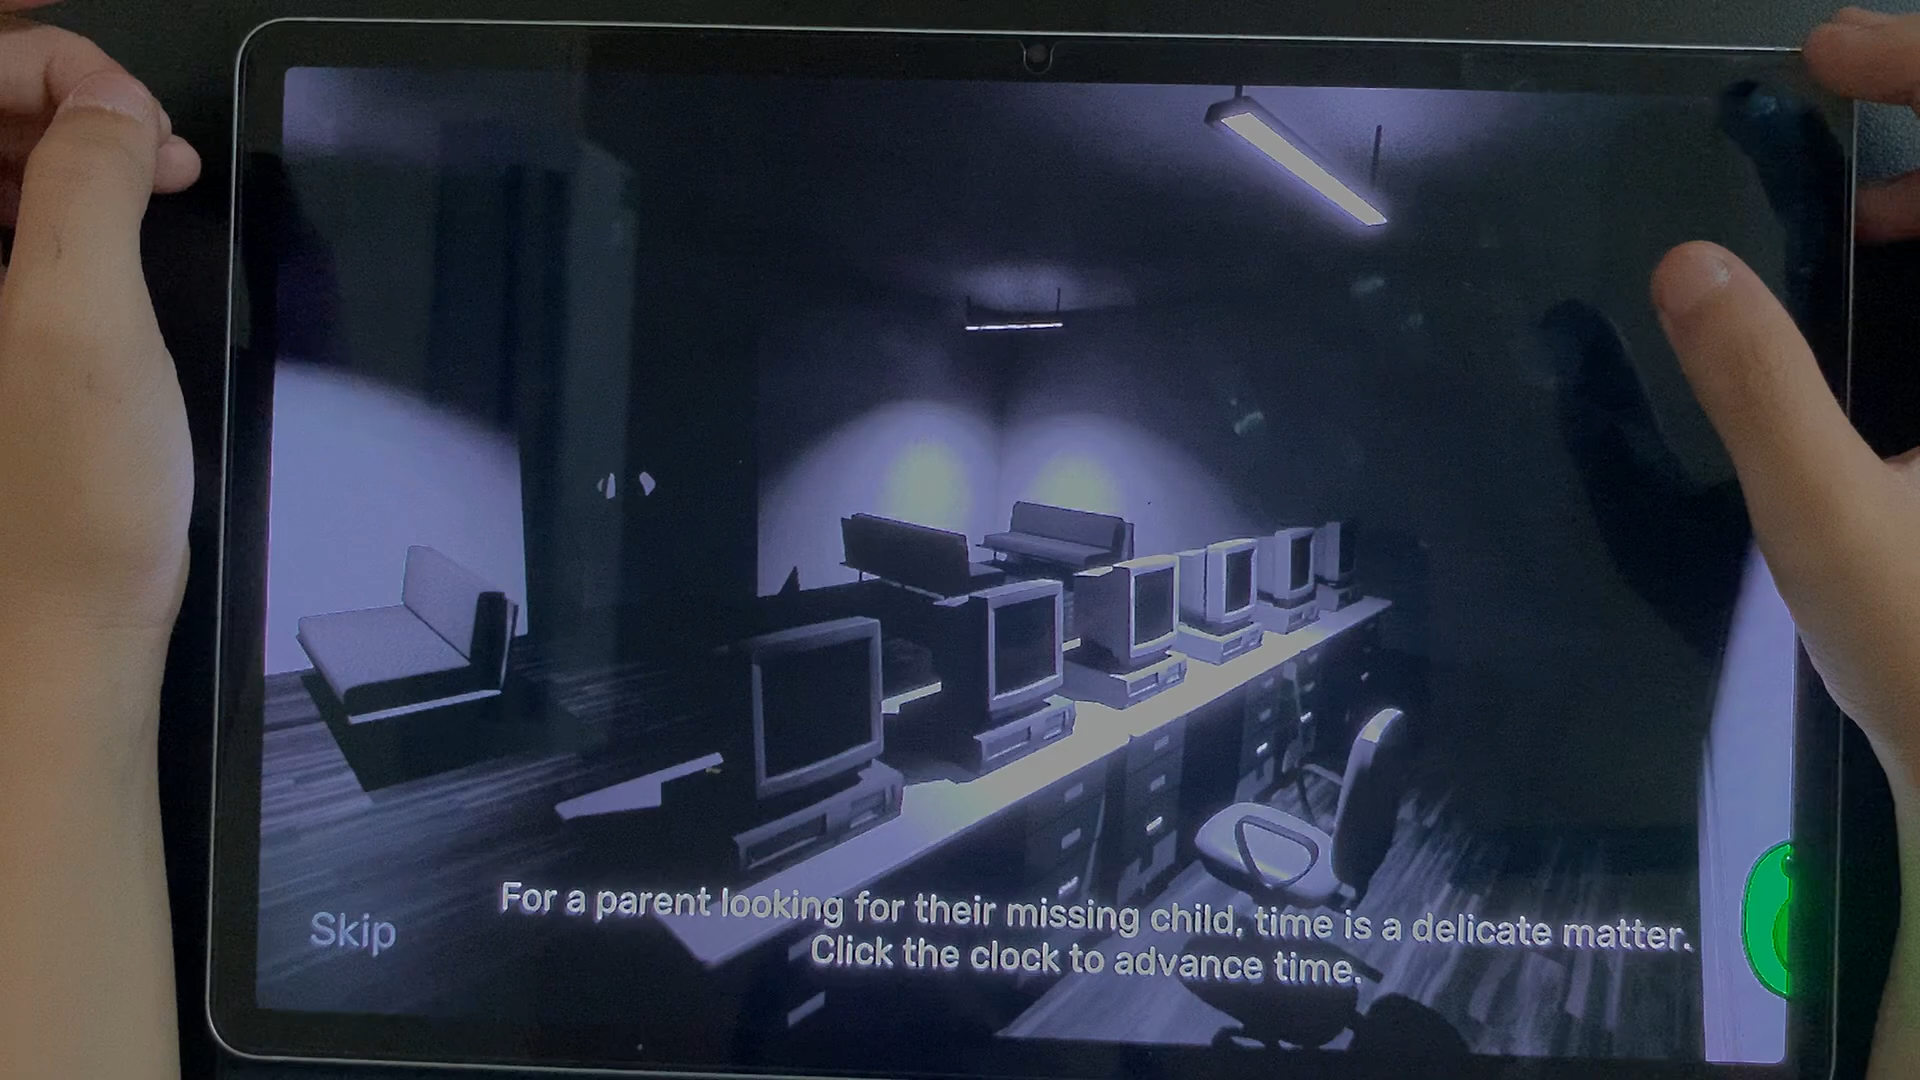 For a parent looking for their missing child, time is a delicate matter.
Click the clock to advance time.
Skip